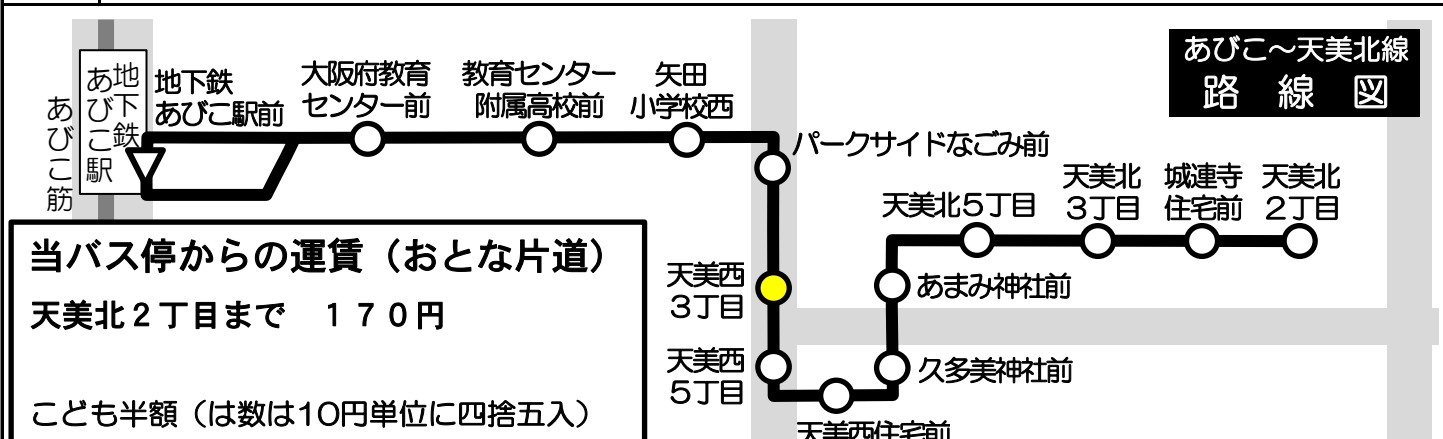 あびこ～天美北線
路線図
あびこ筋
地下鉄
あびこ駅
地下鉄
あびこ駅前
大阪府教育
センター前
教育センター
附属高校前
矢田
小学校西
パークサイドなごみ前
天美西
3丁目
天美西
5丁目
天美西住宅前
久多美神社前
あまみ神社前
天美北5丁目
天美北
3丁目
城連寺
住宅前
天美北
2丁目
当バス停からの運賃（おとな片道）
天美北２丁目まで　１７０円
こども半額（は数は10円単位に四捨五入）